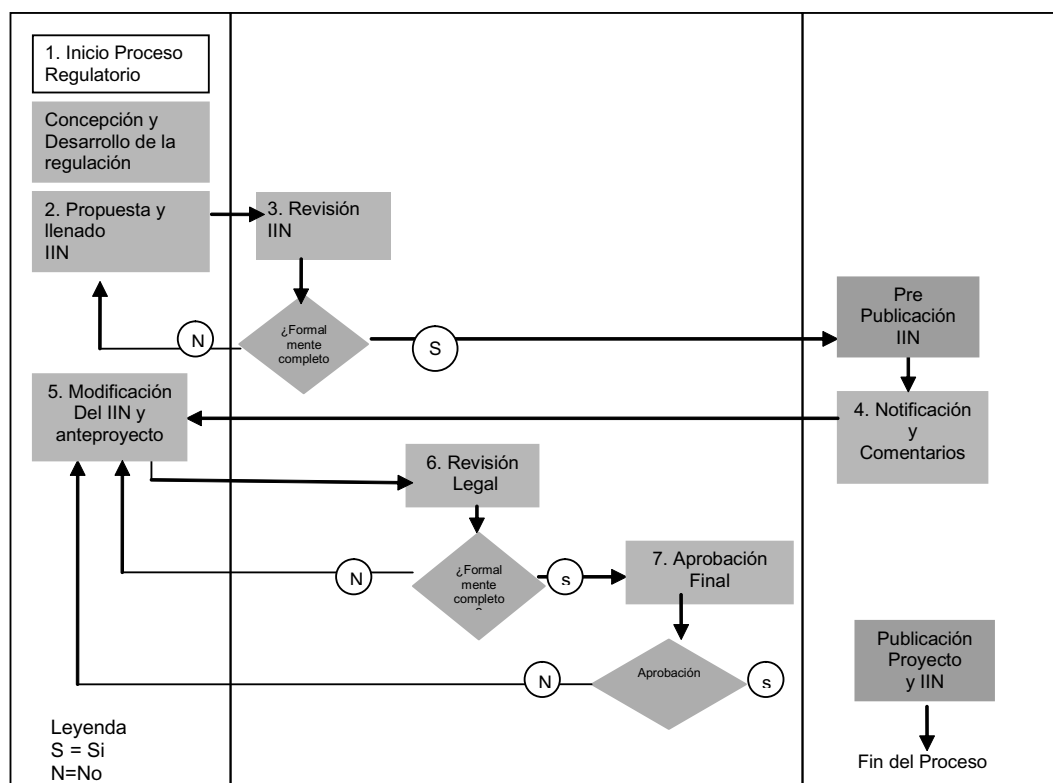 1. Inicio Proceso
Regulatorio
Concepción y
Desarrollo de la
regulación
2. Propuesta y
llenado
IIN
3. Revisión
IIN
¿Formal
mente
completo
N
S
Pre
Publicación
IIN
4. Notificación
y
Comentarios
5. Modificación
Del IIN y
anteproyecto
6. Revisión
Legal
¿Formal
mente
completo
?
N
s
7. Aprobación
Final
Aprobación
N
s
Publicación
Proyecto
y IIN
Fin del Proceso
Leyenda
S = Si
N=No